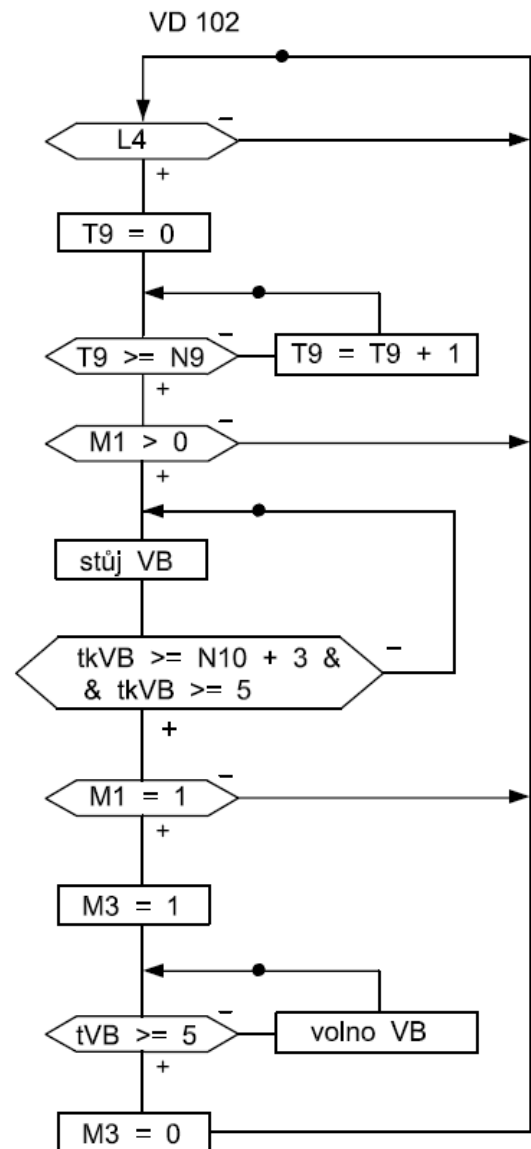 VD 102
L4
–
+
T9 = 0
T9 >= N9
–
T9 = T9 + 1
+
M1 > 0
–
+
stůj VB
tkVB >= N10 + 3 &
& tkVB >= 5
–
+
M1 = 1
–
+
M3 = 1
tVB >= 5
–
volno VB
+
M3 = 0